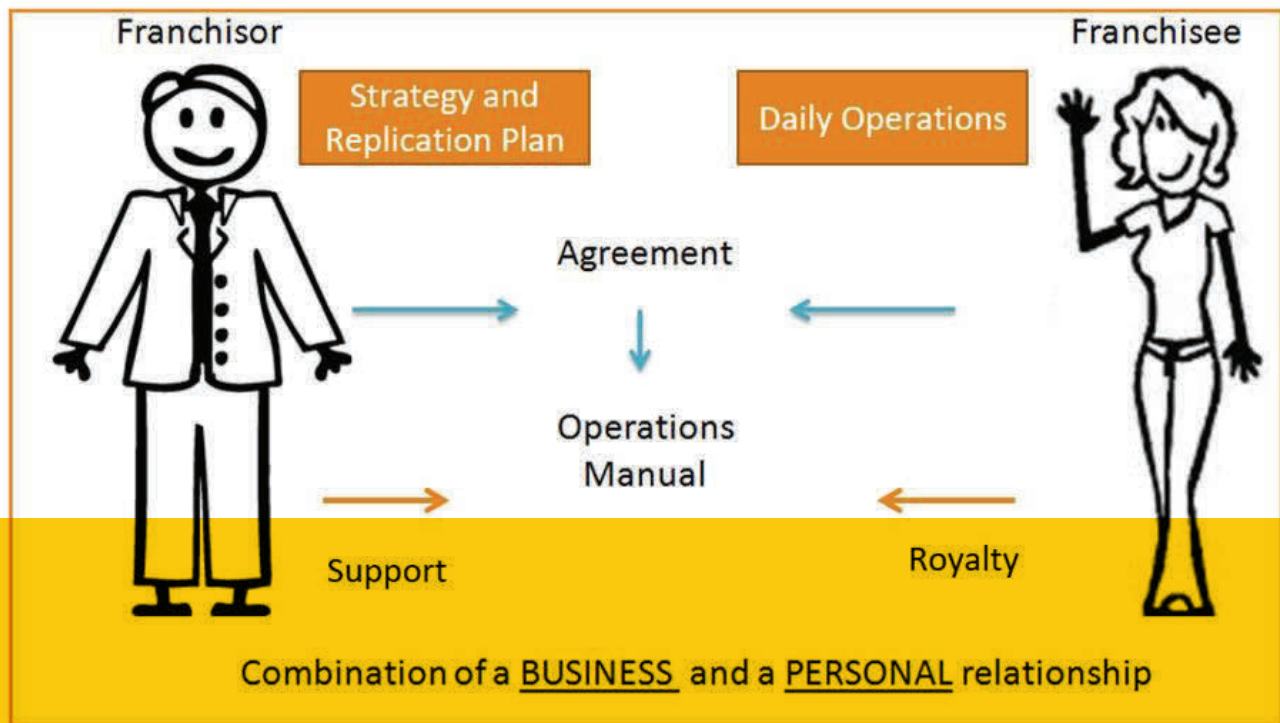 Franchisor
Franchisee
Strategy and
Replication Plan
Daily Operations
Agreement
Operations
Manual
Support
Royalty
Combination of a BUSINESS and a PERSONAL relationship